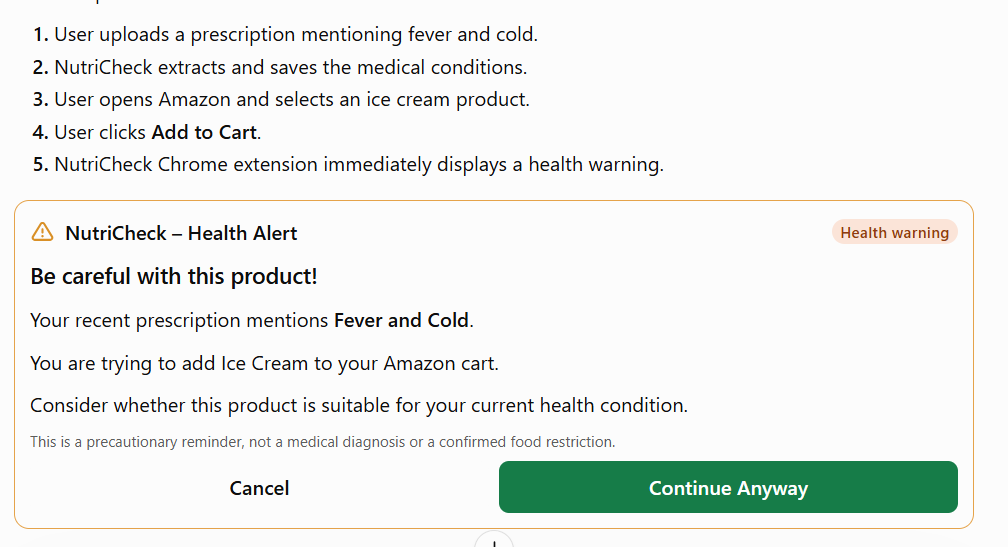 1. User uploads a prescription mentioning fever and cold.
2. NutriCheck extracts and saves the medical conditions.
3. User opens Amazon and selects an ice cream product.
4. User clicks Add to Cart.
5. NutriCheck Chrome extension immediately displays a health warning.
NutriCheck – Health Alert
Health warning
Be careful with this product!
Your recent prescription mentions Fever and Cold.
You are trying to add Ice Cream to your Amazon cart.
Consider whether this product is suitable for your current health condition.
This is a precautionary reminder, not a medical diagnosis or a confirmed food restriction.
Cancel
Continue Anyway